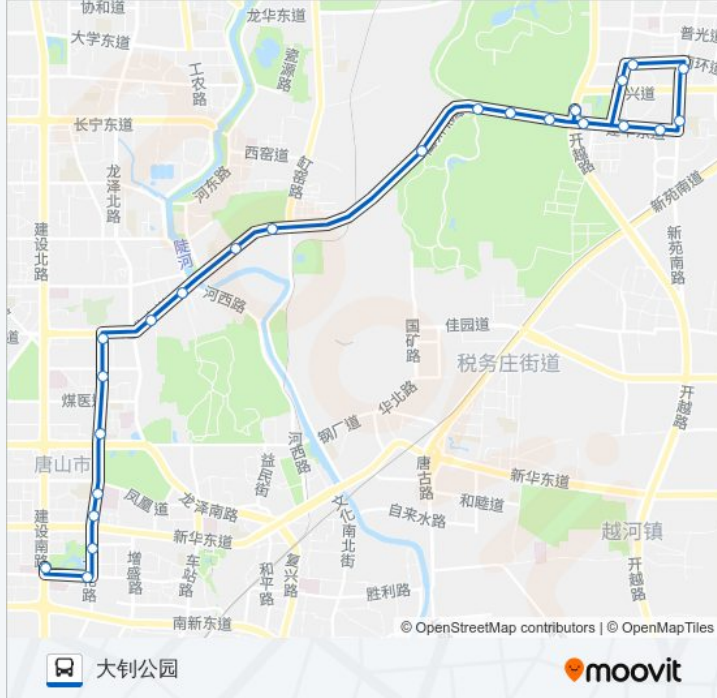 协和道
龙华东道
大学东道
瓷源路
普光道
工农路
兴道
长宁东道
西窑道
缸窑路
河东路
龙泽北路
开越路
新苑南道
建设北路
陡河
新苑南路
河西路
国矿路
佳园道
道
税务庄街道
煤医
华北路
开越路
钢厂道
河西路
唐山市
益民街
唐古路
新华东道
凤凰道
龙泽南路
和睦道
建设南路
新华东道
文化南北街
自来水路
越河镇
增盛路
车站路
和平路
复兴路
胜利路
开越路
南新东道
© OpenStreetMap contributors | © OpenMapTiles
大钊公园
moovit